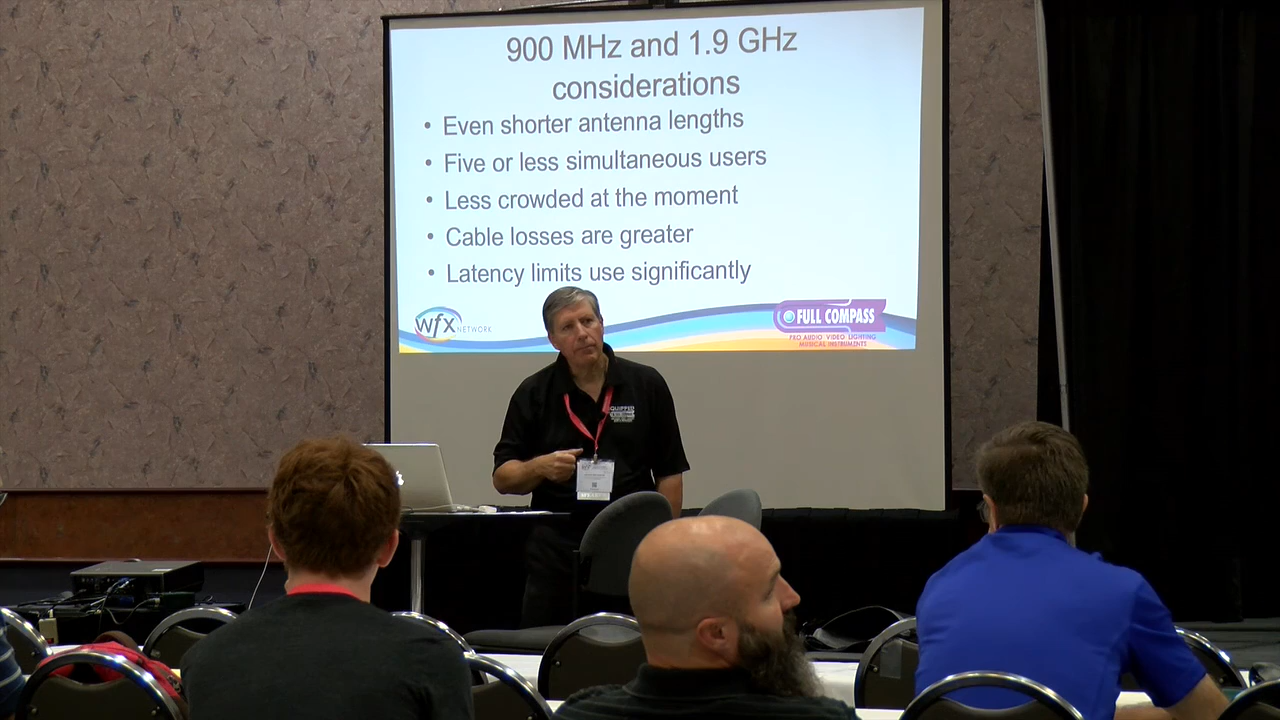 900 MHz and 1.9 GHz
considerations
• Even shorter antenna lengths
• Five or less simultaneous users
• Less crowded at the moment
• Cable losses are greater
• Latency limits use significantly
wfx NETWORK
FULL COMPASS
PRO AUDIO VIDEO LIGHTING
MUSICAL INSTRUMENTS